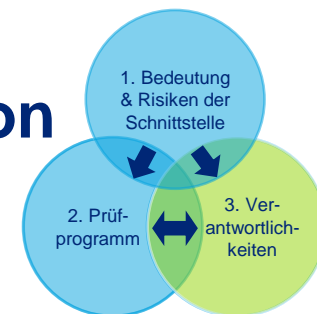 on
1. Bedeutung
& Risiken der
Schnittstelle
2. Prüf-
programm
3. Ver-
antwortlich-
keiten